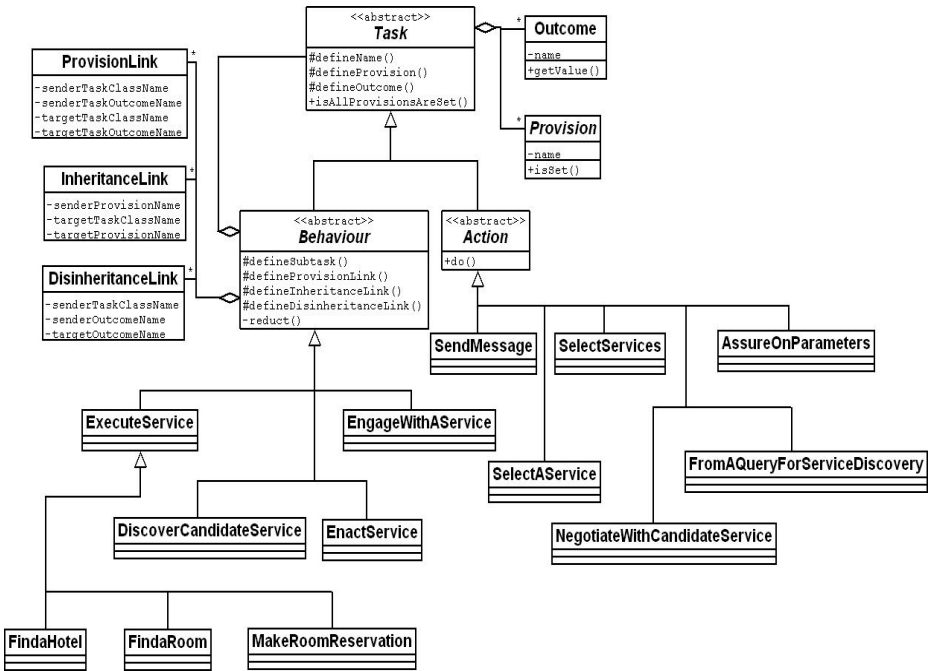 <<abstract>>
Task
#defineName()
#defineProvision()
#defineOutcome()
+isAllProvisionsAreSet()
*
Outcome
-name
+getValue()
*
Provision
-name
+isSet()
ProvisionLink
*
-senderTaskClassName
-senderTaskOutcomeName
-targetTaskClassName
-targetTaskOutcomeName
InheritanceLink
*
-senderProvisionName
-targetTaskClassName
-targetProvisionName
DisinheritanceLink
*
-senderTaskClassName
-senderOutcomeName
-targetOutcomeName
<<abstract>>
Behaviour
#defineSubtask()
#defineProvisionLink()
#defineInheritanceLink()
#defineDisinheritanceLink()
-reduct()
<<abstract>>
Action
+do()
SendMessage
SelectServices
AssureOnParameters
ExecuteService
EngageWithAService
SelectAService
FromAQueryForServiceDiscovery
DiscoverCandidateService
EnactService
NegotiateWithCandidateService
FindaHotel
FindaRoom
MakeRoomReservation